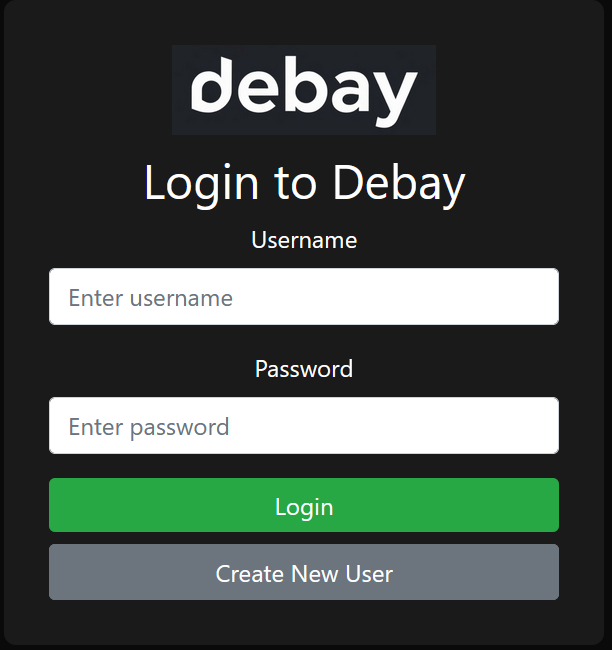 debay
Login to Debay
Username
Enter username
Password
Enter password
Login
Create New User